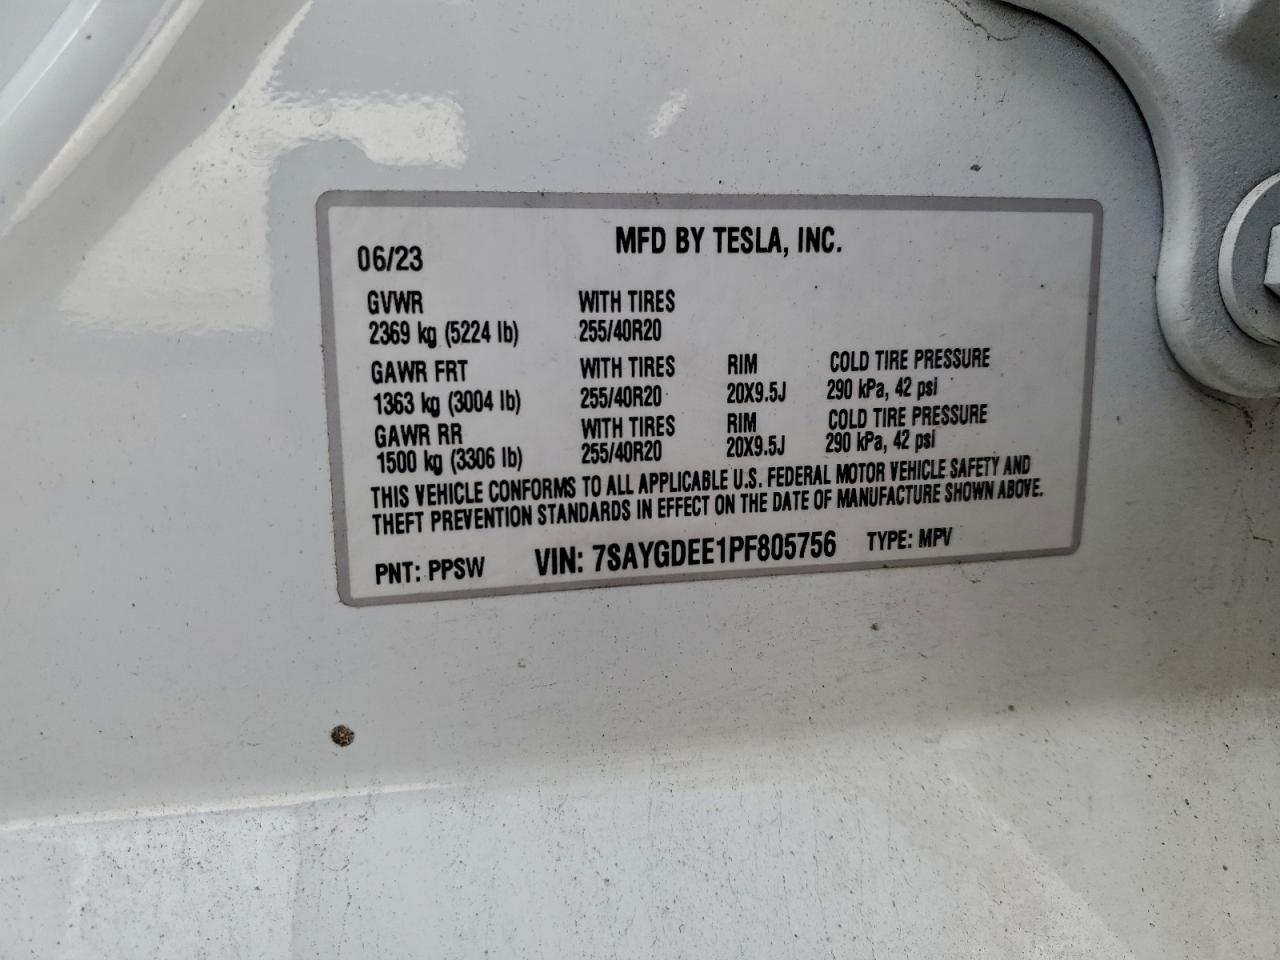 MFD BY TESLA, INC.
06/23
GVWR WITH TIRES
2369 kg (5224 lb) 255/40R20
GAWR FRT WITH TIRES RIM COLD TIRE PRESSURE
1363 kg (3004 lb) 255/40R20 20X9.5J 290 kPa, 42 psi
GAWR RR WITH TIRES RIM COLD TIRE PRESSURE
1500 kg (3306 lb) 255/40R20 20X9.5J 290 kPa, 42 psi
THIS VEHICLE CONFORMS TO ALL APPLICABLE U.S. FEDERAL MOTOR VEHICLE SAFETY AND
THEFT PREVENTION STANDARDS IN EFFECT ON THE DATE OF MANUFACTURE SHOWN ABOVE.
PNT: PPSW VIN: 7SAYGDEE1PF805756 TYPE: MPV